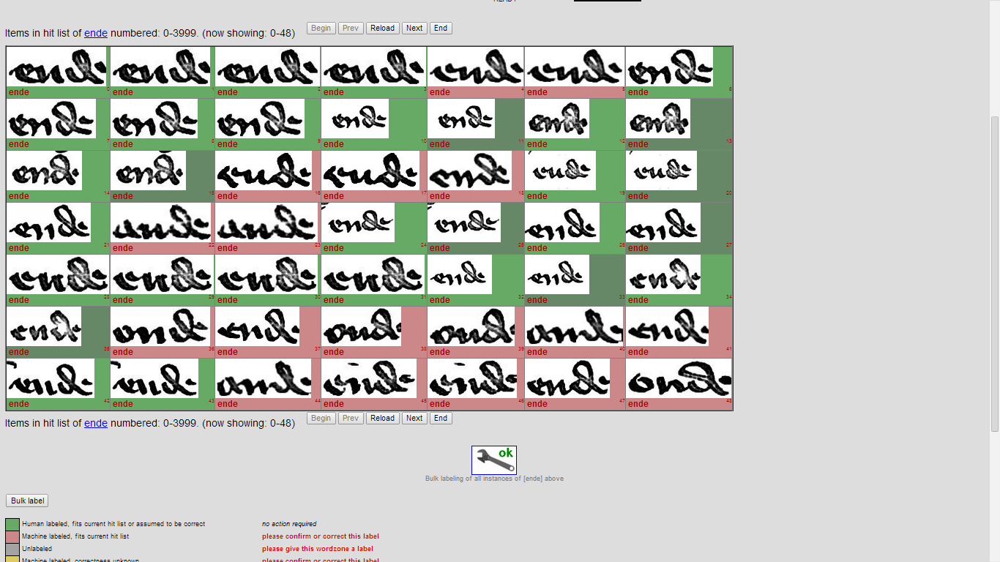 Items in hit list of ende numbered: 0-3999. (now showing: 0-48) Begin Prev Reload Next End
ende ende ende ende ende ende ende
0 1 2 3 4 5 6
ende ende ende ende ende ende ende
7 8 9 10 11 12 13
ende ende ende ende ende ende ende
14 15 16 17 18 19 20
ende ende ende ende ende ende ende
21 22 23 24 25 26 27
ende ende ende ende ende ende ende
28 29 30 31 32 33 34
ende ende ende ende ende ende ende
35 36 37 38 39 40 41
ende ende ende ende ende ende ende
42 43 44 45 46 47 48
Items in hit list of ende numbered: 0-3999. (now showing: 0-48) Begin Prev Reload Next End
ok
Bulk labeling of all instances of [ende] above
Bulk label
Human labeled, fits current hit list or assumed to be correct no action required
Machine labeled, fits current hit list please confirm or correct this label
Unlabeled please give this wordzone a label
Machine labeled, correctness unknown please confirm or correct this label